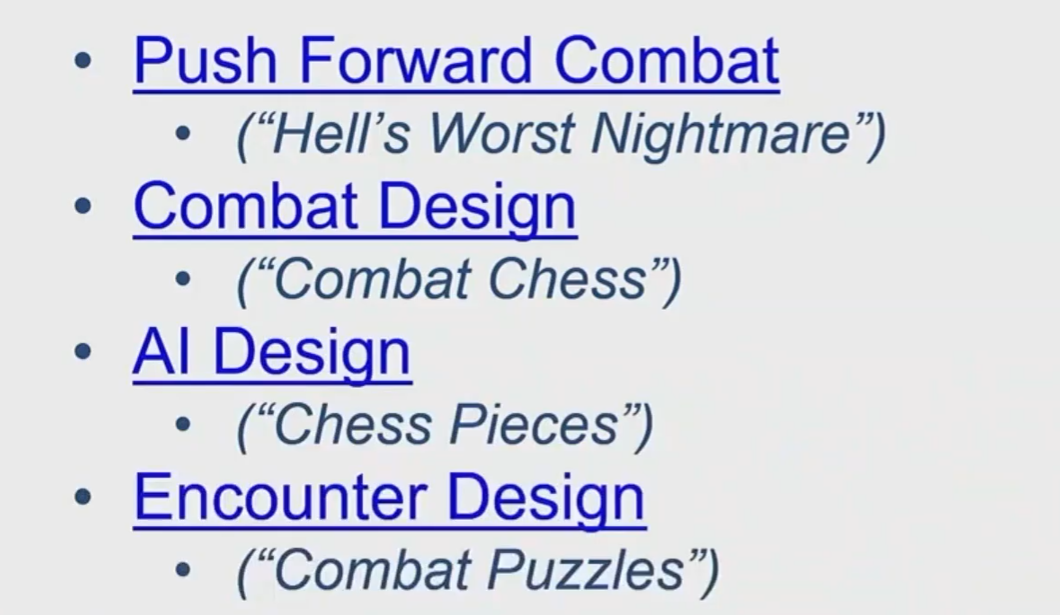 • Push Forward Combat
• (“Hell’s Worst Nightmare”)
• Combat Design
• (“Combat Chess”)
• AI Design
• (“Chess Pieces”)
• Encounter Design
• (“Combat Puzzles”)